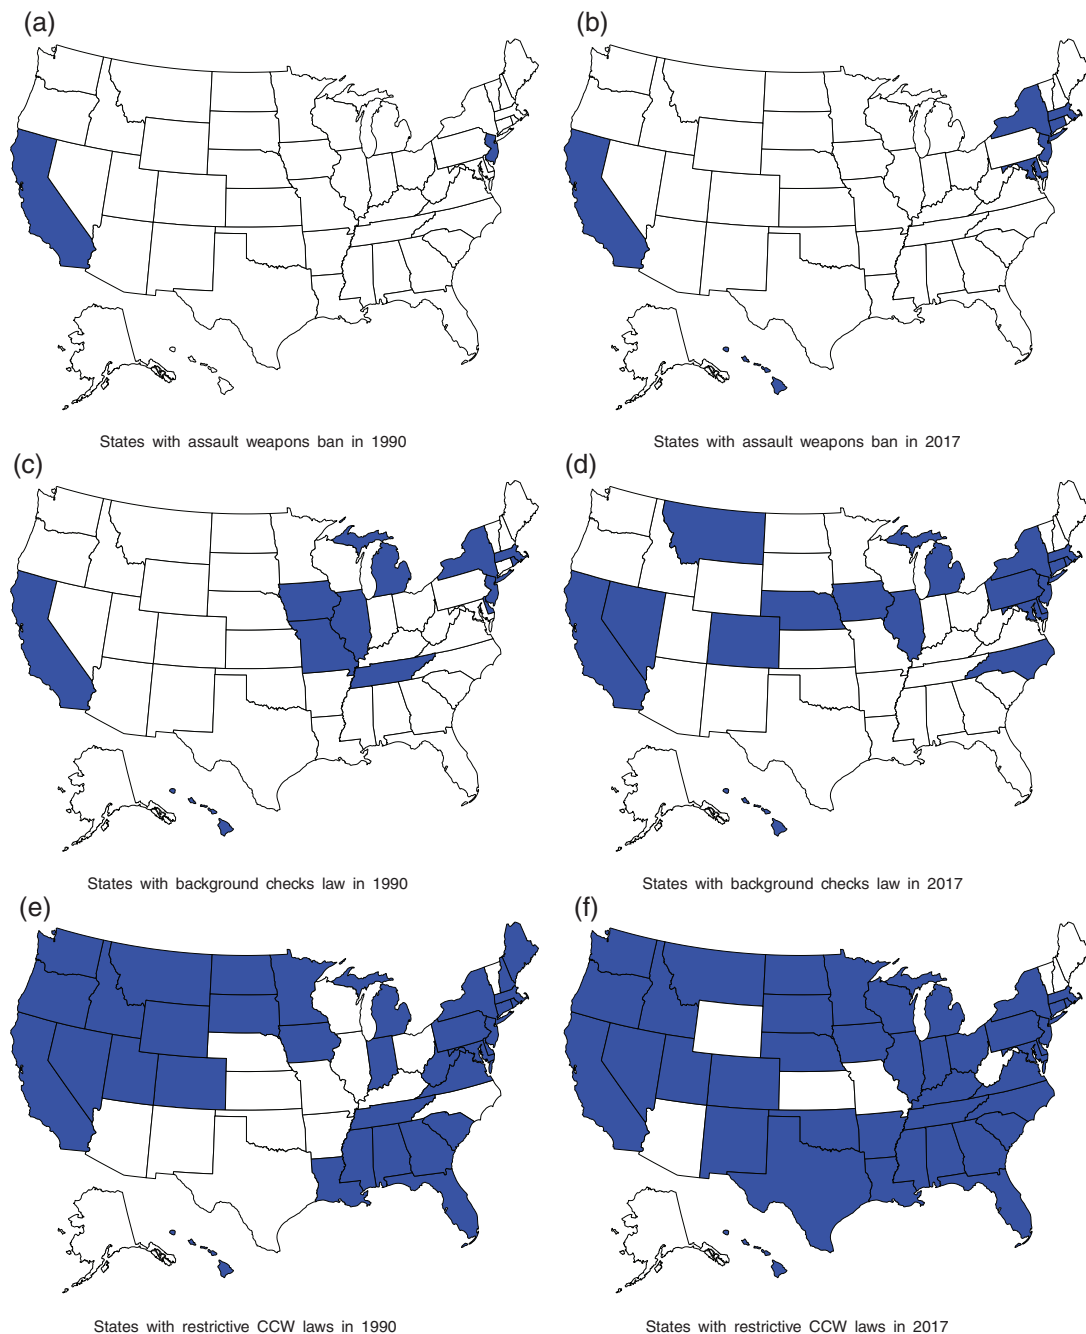 (a)
(b)
States with assault weapons ban in 1990
States with assault weapons ban in 2017
(c)
(d)
States with background checks law in 1990
States with background checks law in 2017
(e)
(f)
States with restrictive CCW laws in 1990
States with restrictive CCW laws in 2017